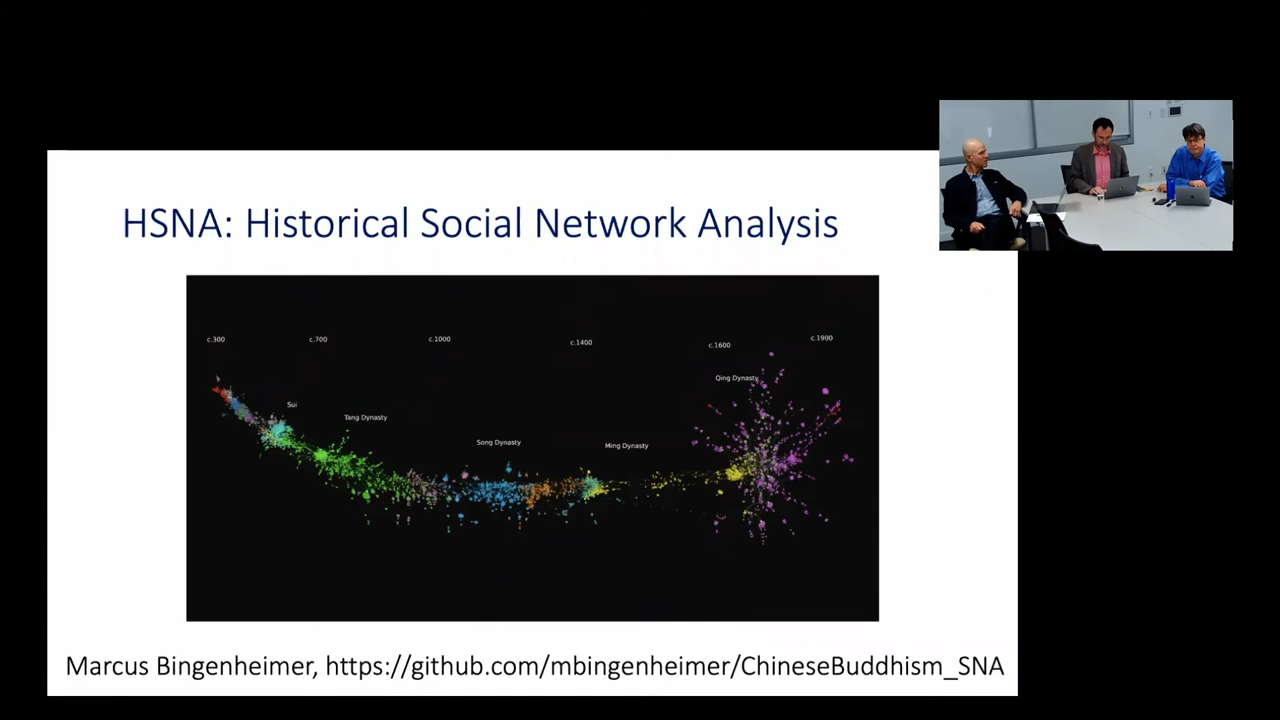 HSNA: Historical Social Network Analysis
c.300
c.700
c.1000
c.1400
c.1600
c.1900
Qing Dynasty
Sui
Tang Dynasty
Song Dynasty
Ming Dynasty
Marcus Bingenheimer, https://github.com/mbingenheimer/ChineseBuddhism_SNA